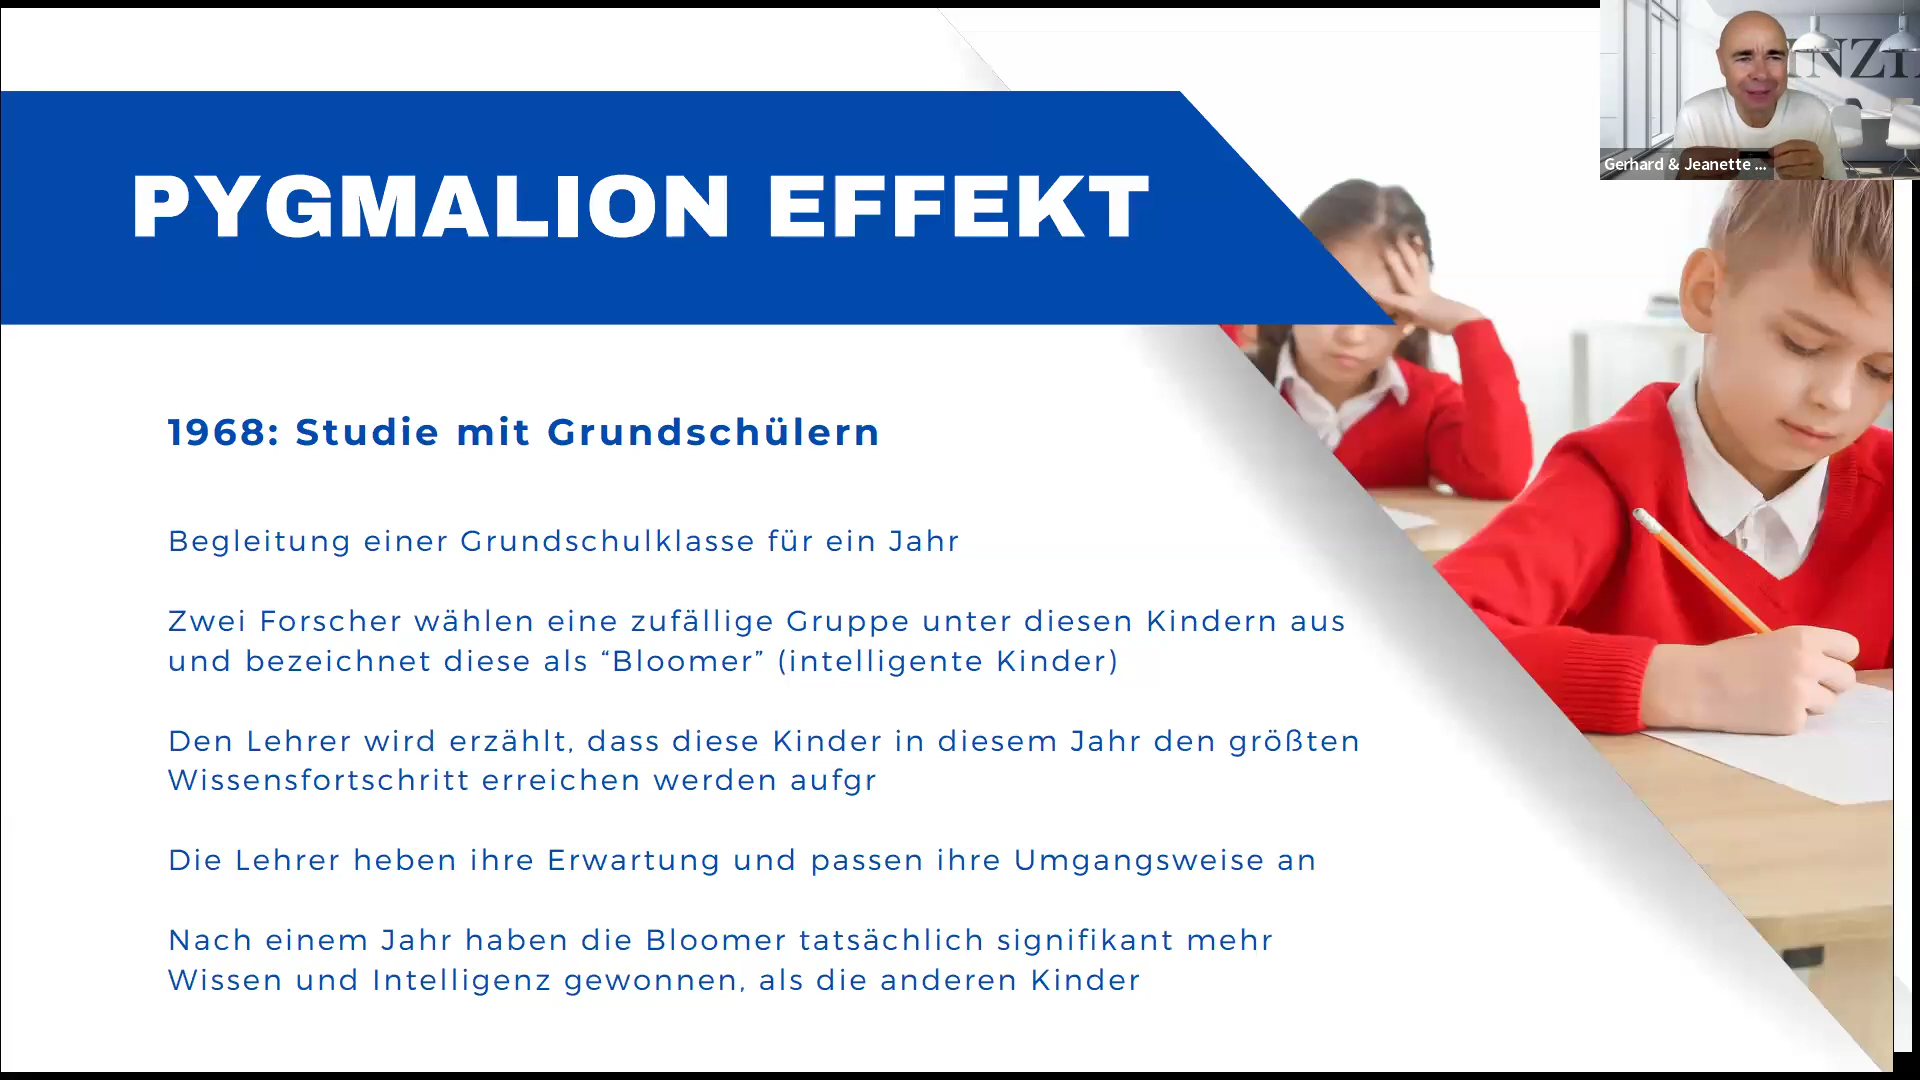 PYGMALION EFFEKT
INZI
Gerhard & Jeanette ...
1968: Studie mit Grundschülern
Begleitung einer Grundschulklasse für ein Jahr
Zwei Forscher wählen eine zufällige Gruppe unter diesen Kindern aus
und bezeichnet diese als “Bloomer” (intelligente Kinder)
Den Lehrer wird erzählt, dass diese Kinder in diesem Jahr den größten
Wissensfortschritt erreichen werden aufgr
Die Lehrer heben ihre Erwartung und passen ihre Umgangsweise an
Nach einem Jahr haben die Bloomer tatsächlich signifikant mehr
Wissen und Intelligenz gewonnen, als die anderen Kinder